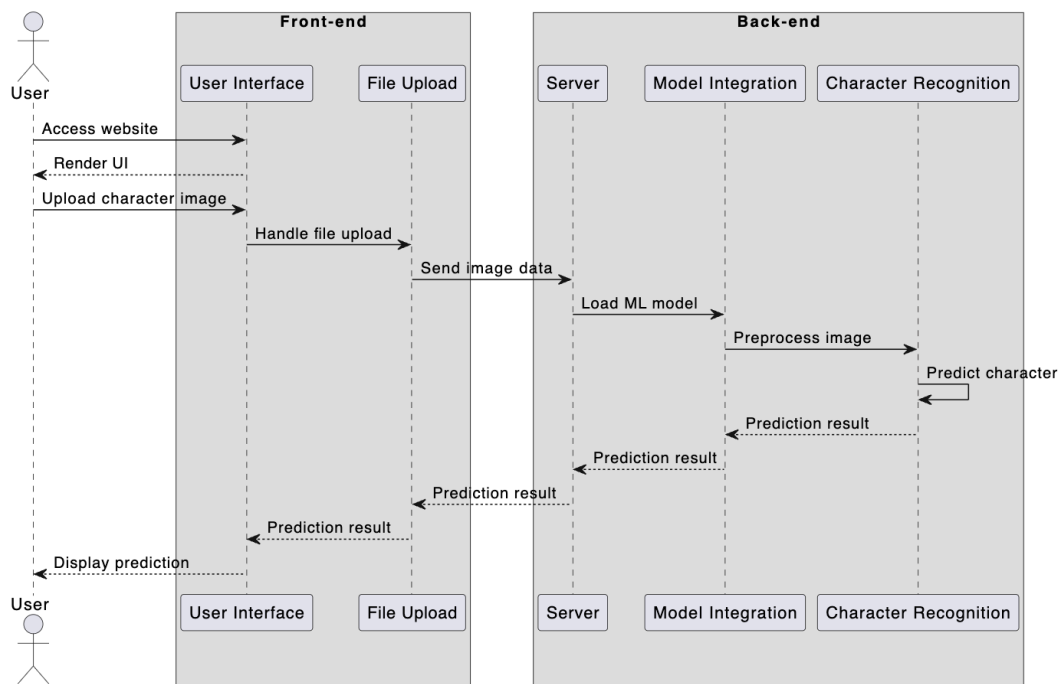 Front-end
Back-end
User
User Interface
File Upload
Server
Model Integration
Character Recognition
Access website
Render UI
Upload character image
Handle file upload
Send image data
Load ML model
Preprocess image
Predict character
Prediction result
Prediction result
Prediction result
Prediction result
Display prediction
User
User Interface
File Upload
Server
Model Integration
Character Recognition